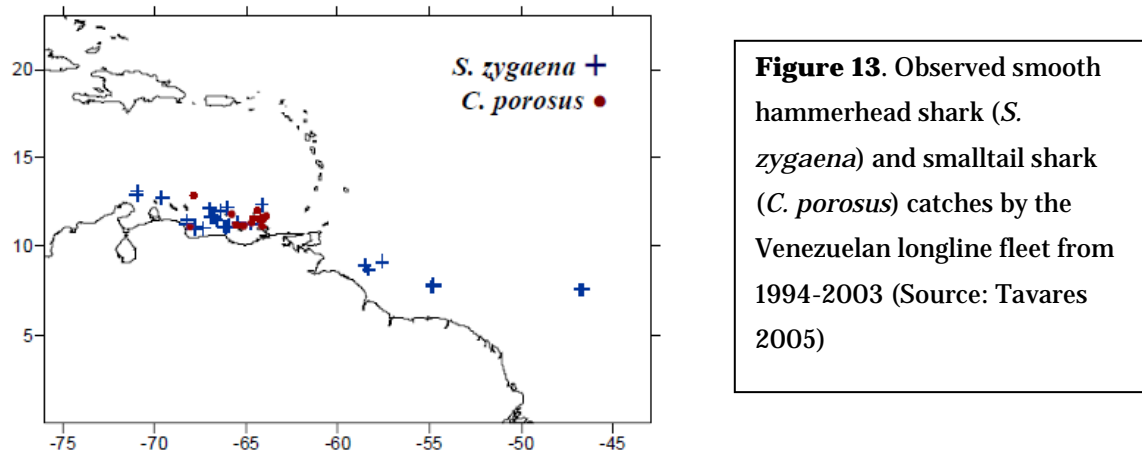 S. zygaena +
C. porosus •
20
15
10
5
-75 -70 -65 -60 -55 -50 -45
Figure 13. Observed smooth
hammerhead shark (S.
zygaena) and smalltail shark
(C. porosus) catches by the
Venezuelan longline fleet from
1994-2003 (Source: Tavares
2005)